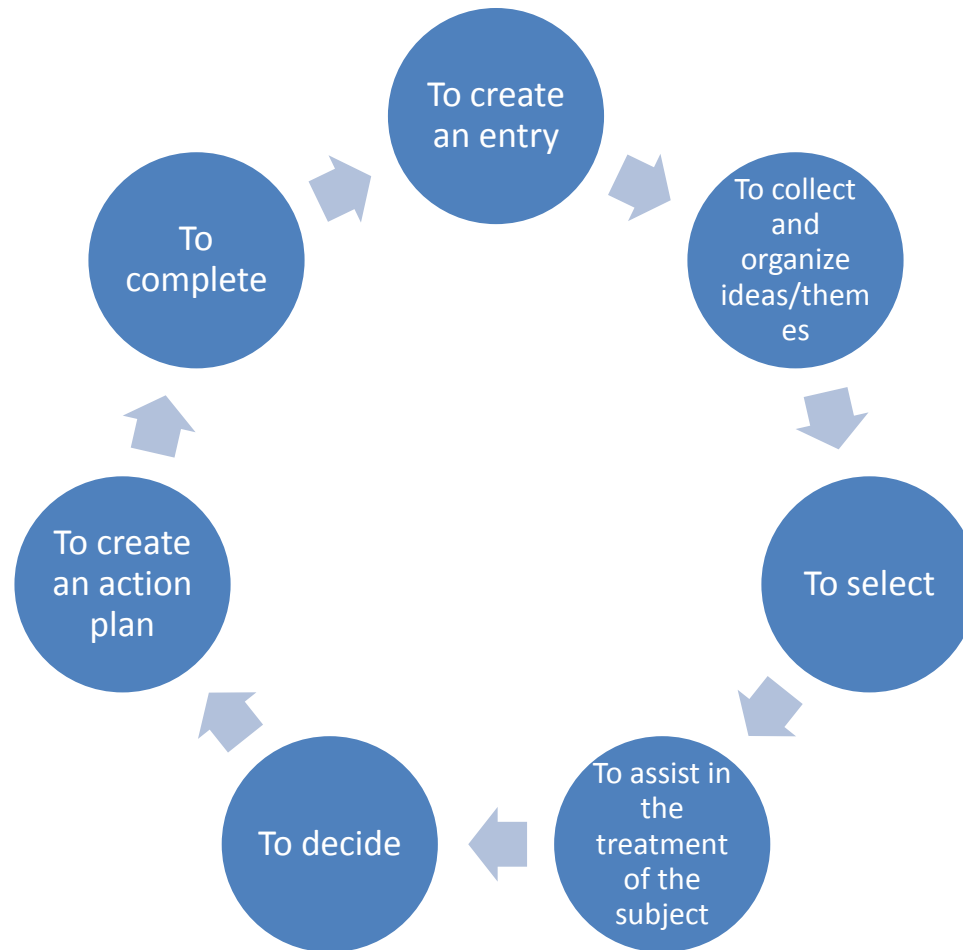 To create
an entry
To collect
and
organize
ideas/them
es
To select
To assist in
the
treatment
of the
subject
To decide
To create
an action
plan
To
complete